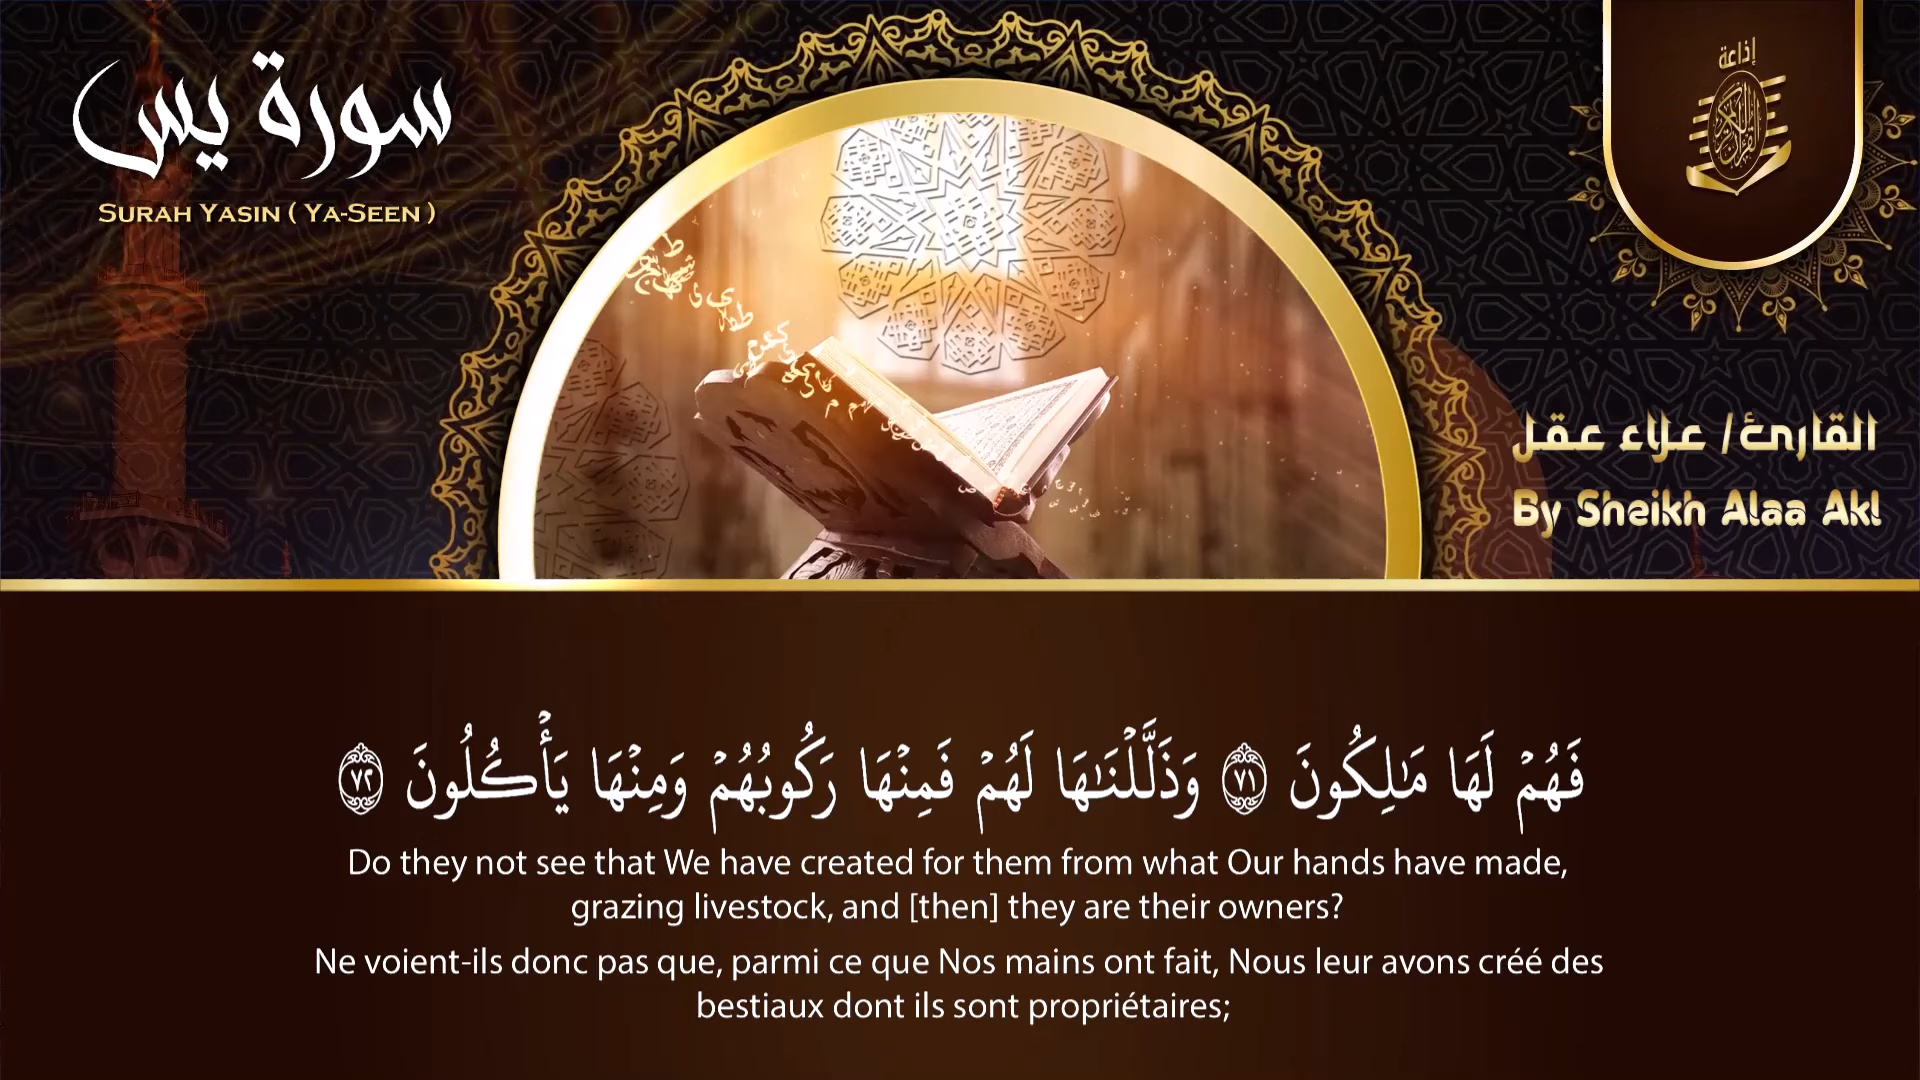 سورة يس
SURAH YASIN ( YA-SEEN )
إذاعة
القرآن الكريم
القارئ / علاء عقل
By Sheikh Alaa Akl
فَهُمْ لَهَا مَٰلِكُونَ ٧١ وَذَلَّلْنَٰهَا لَهُمْ فَمِنْهَا رَكُوبُهُمْ وَمِنْهَا يَأْكُلُونَ ٧٢
Do they not see that We have created for them from what Our hands have made,
grazing livestock, and [then] they are their owners?
Ne voient-ils donc pas que, parmi ce que Nos mains ont fait, Nous leur avons créé des
bestiaux dont ils sont propriétaires;